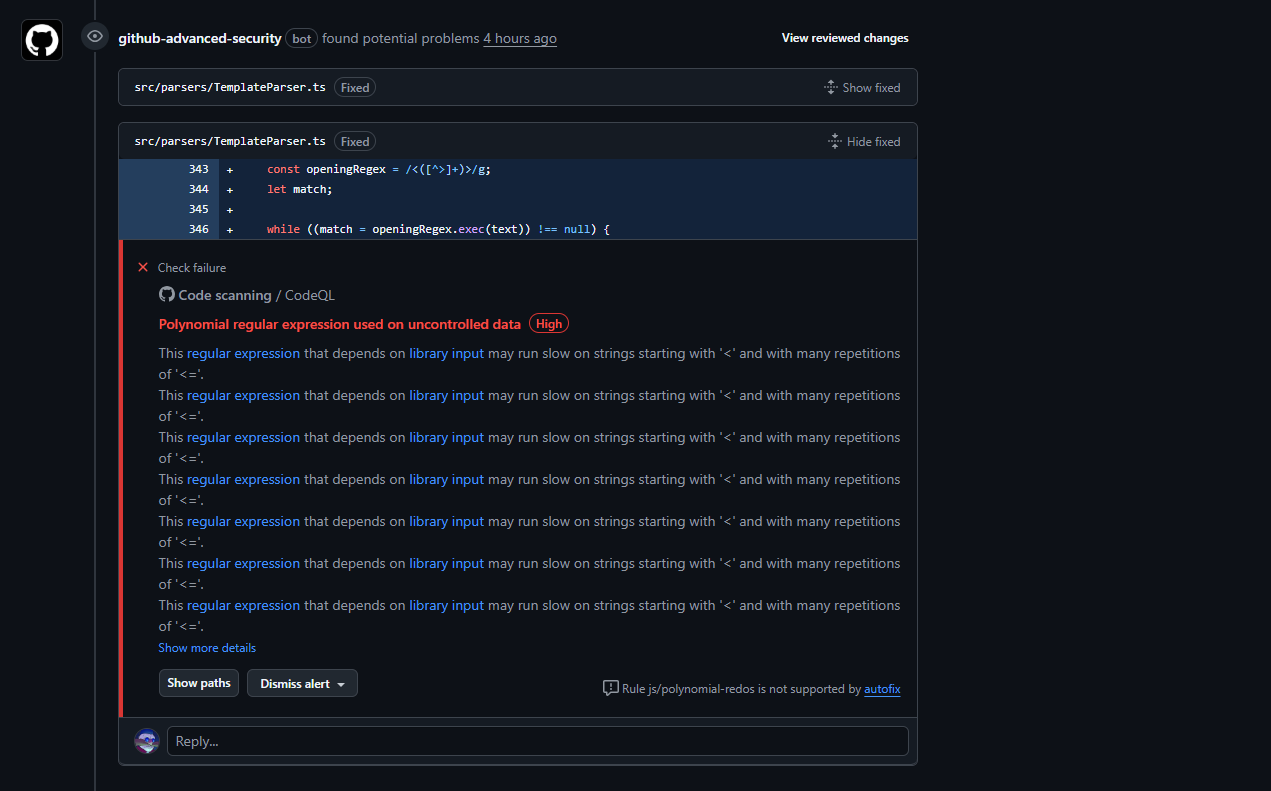 github-advanced-security bot found potential problems 4 hours ago
View reviewed changes
src/parsers/TemplateParser.ts Fixed
Show fixed
src/parsers/TemplateParser.ts Fixed
Hide fixed
343 + const openingRegex = /<([^>]+)>/g;
344 + let match;
345 +
346 + while ((match = openingRegex.exec(text)) !== null) {
Check failure
Code scanning / CodeQL
Polynomial regular expression used on uncontrolled data High
This regular expression that depends on library input may run slow on strings starting with '<' and with many repetitions
of '<='.
This regular expression that depends on library input may run slow on strings starting with '<' and with many repetitions
of '<='.
This regular expression that depends on library input may run slow on strings starting with '<' and with many repetitions
of '<='.
This regular expression that depends on library input may run slow on strings starting with '<' and with many repetitions
of '<='.
This regular expression that depends on library input may run slow on strings starting with '<' and with many repetitions
of '<='.
This regular expression that depends on library input may run slow on strings starting with '<' and with many repetitions
of '<='.
This regular expression that depends on library input may run slow on strings starting with '<' and with many repetitions
of '<='.
Show more details
Show paths
Dismiss alert
Rule js/polynomial-redos is not supported by autofix
Reply...